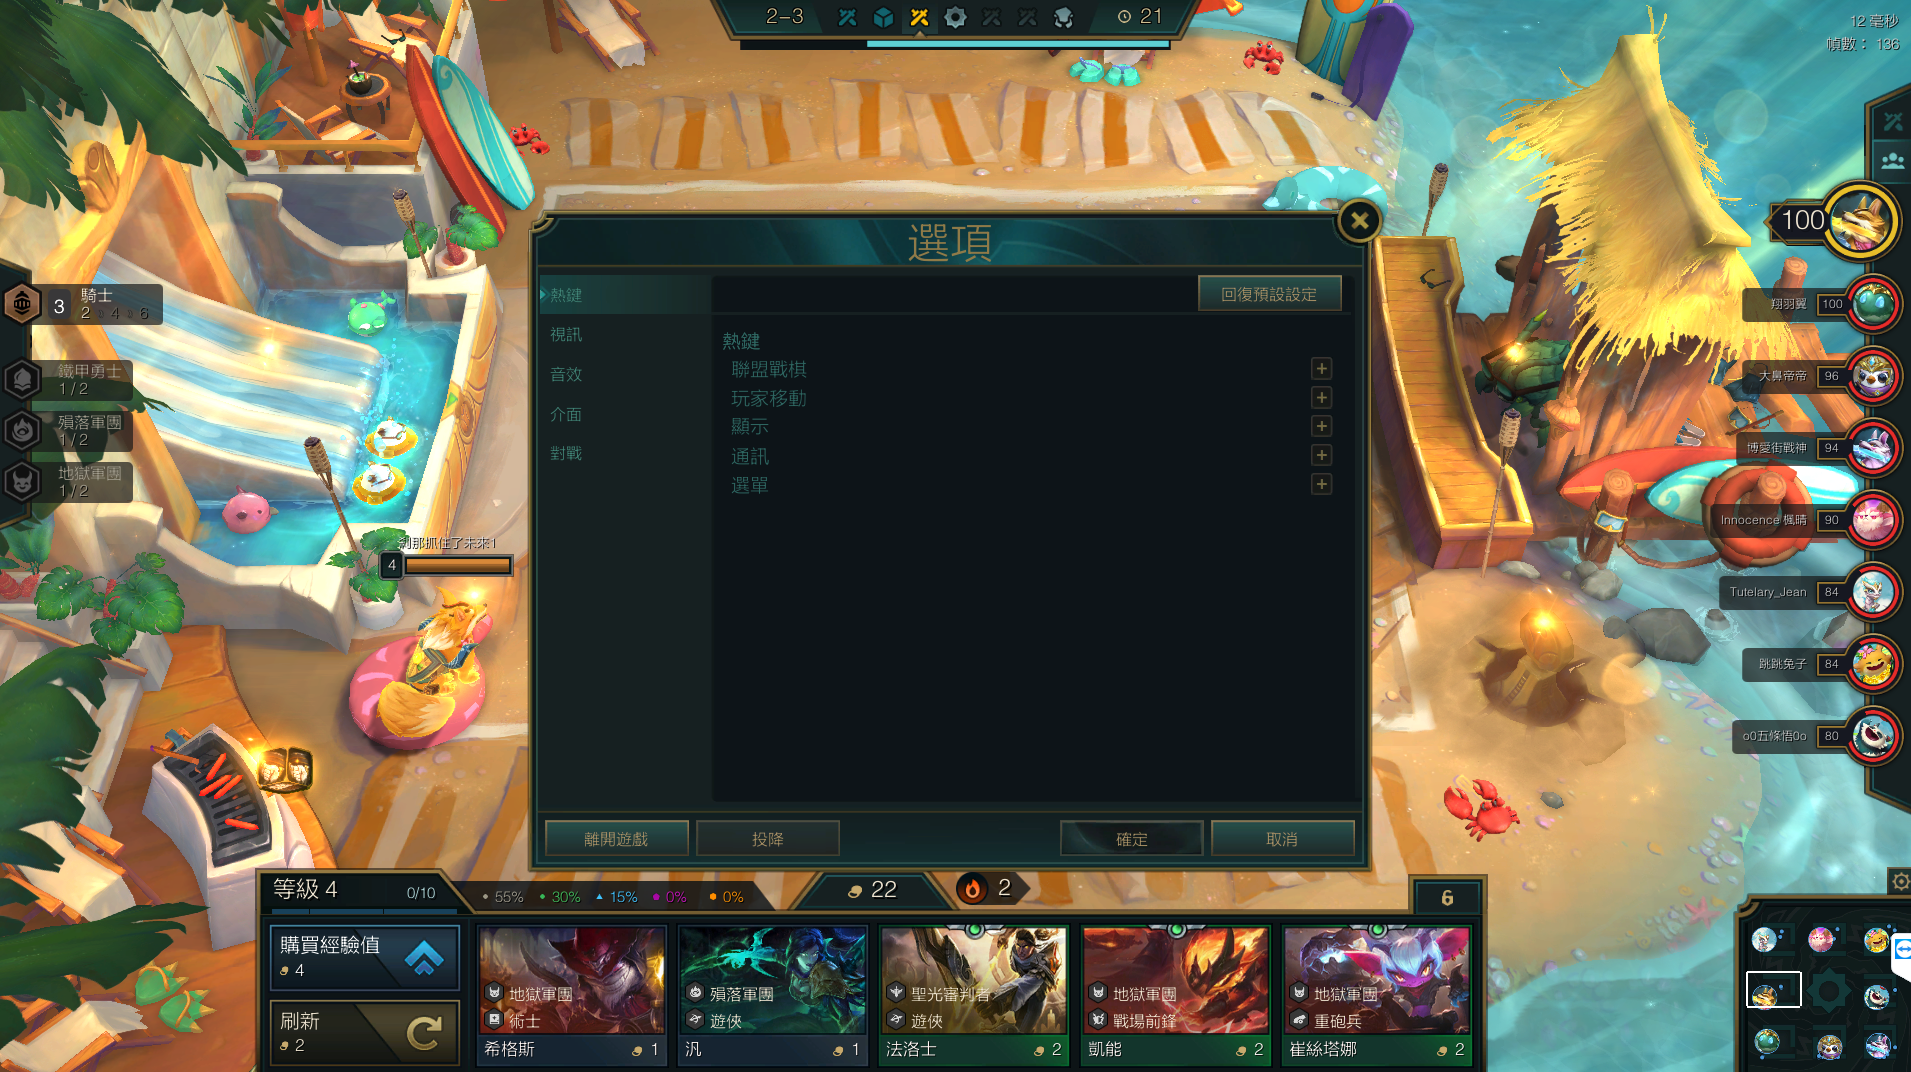 2-3
21
12 毫秒
幀數： 136
100
選項
熱鍵
回復預設設定
視訊
音效
介面
對戰
熱鍵
聯盟戰棋
玩家移動
顯示
通訊
選單
離開遊戲
投降
確定
取消
3
騎士
2 4 6
鐵甲勇士
1 / 2
殞落軍團
1 / 2
地獄軍團
1 / 2
刹那抓住了未來1
4
翔羽翼 100
大鼻帝帝 96
博愛街戰神 94
Innocence 楓晴 90
Tutelary_Jean 84
跳跳兔子 84
o0五條悟0o 80
等級 4
0/10
55% 30% 15% 0% 0%
22
2
6
購買經驗值
4
刷新
2
地獄軍團
術士
希格斯 1
殞落軍團
遊俠
汎 1
聖光審判者
遊俠
法洛士 2
地獄軍團
戰場前鋒
凱能 2
地獄軍團
重砲兵
崔絲塔娜 2